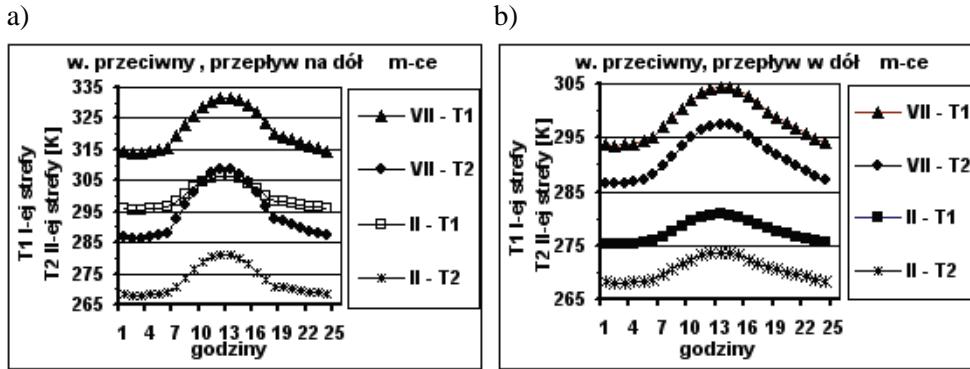 a)
w. przeciwny , przepływ na dół m-ce
T1 I-ej strefy
T2 II-ej strefy [K]
335
325
315
305
295
285
275
265
1 4 7 10 13 16 19 22 25
godziny
VII - T1
VII - T2
II - T1
II - T2
b)
w. przeciwny, przepływ w dół m-ce
T1 I-ej strefy
T2 II-ej strefy [K]
305
295
285
275
265
1 4 7 10 13 16 19 22 25
godziny
VII - T1
VII - T2
II - T1
II - T2